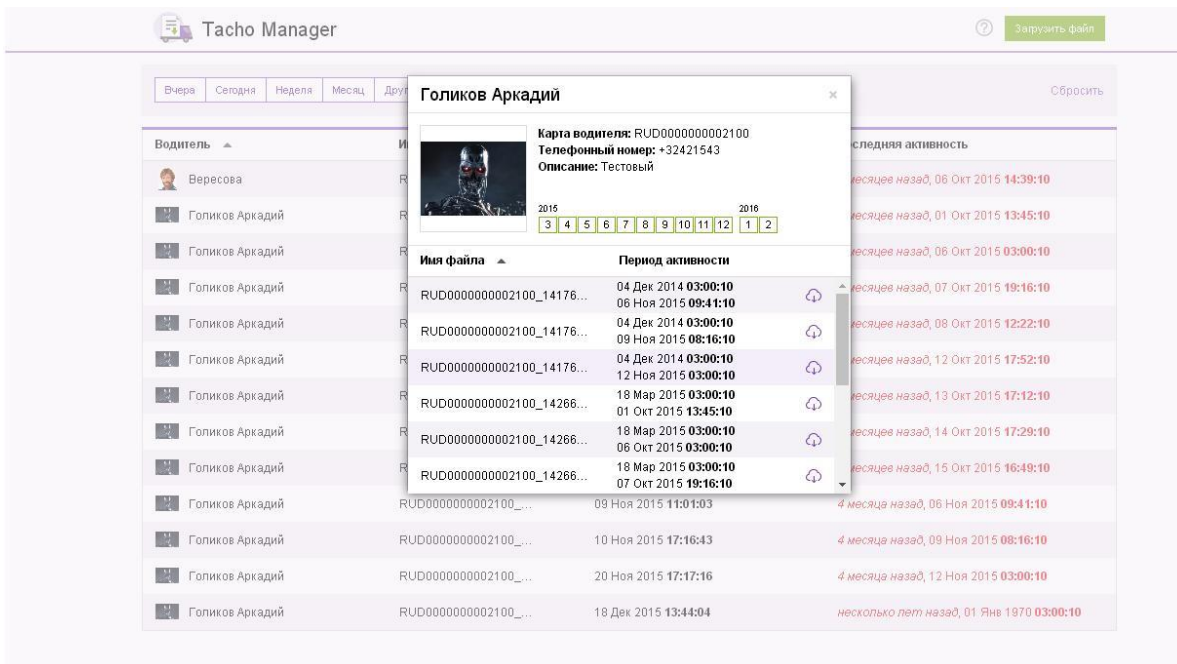 Tacho Manager
? Загрузить файл
Вчера Сегодня Неделя Месяц
Сбросить
Голиков Аркадий ×
Карта водителя: RUD0000000002100
Телефонный номер: +32421543
Описание: Тестовый
2015 2016
3 4 5 6 7 8 9 10 11 12 1 2
Имя файла Период активности
RUD0000000002100_14176... 04 Дек 2014 03:00:10
06 Ноя 2015 09:41:10
RUD0000000002100_14176... 04 Дек 2014 03:00:10
09 Ноя 2015 08:16:10
RUD0000000002100_14176... 04 Дек 2014 03:00:10
12 Ноя 2015 03:00:10
RUD0000000002100_14266... 18 Мар 2015 03:00:10
01 Окт 2015 13:45:10
RUD0000000002100_14266... 18 Мар 2015 03:00:10
06 Окт 2015 03:00:10
RUD0000000002100_14266... 18 Мар 2015 03:00:10
07 Окт 2015 19:16:10
Водитель активность
Вересова назад, 06 Окт 2015 14:39:10
Голиков Аркадий назад, 01 Окт 2015 13:45:10
Голиков Аркадий назад, 06 Окт 2015 03:00:10
Голиков Аркадий назад, 07 Окт 2015 19:16:10
Голиков Аркадий назад, 08 Окт 2015 12:22:10
Голиков Аркадий назад, 12 Окт 2015 17:52:10
Голиков Аркадий назад, 13 Окт 2015 17:12:10
Голиков Аркадий назад, 14 Окт 2015 17:29:10
Голиков Аркадий назад, 15 Окт 2015 16:49:10
Голиков Аркадий RUD0000000002100_... 09 Ноя 2015 11:01:03 4 месяца назад, 06 Ноя 2015 09:41:10
Голиков Аркадий RUD0000000002100_... 10 Ноя 2015 17:16:43 4 месяца назад, 09 Ноя 2015 08:16:10
Голиков Аркадий RUD0000000002100_... 20 Ноя 2015 17:17:16 4 месяца назад, 12 Ноя 2015 03:00:10
Голиков Аркадий RUD0000000002100_... 18 Дек 2015 13:44:04 несколько лет назад, 01 Янв 1970 03:00:10